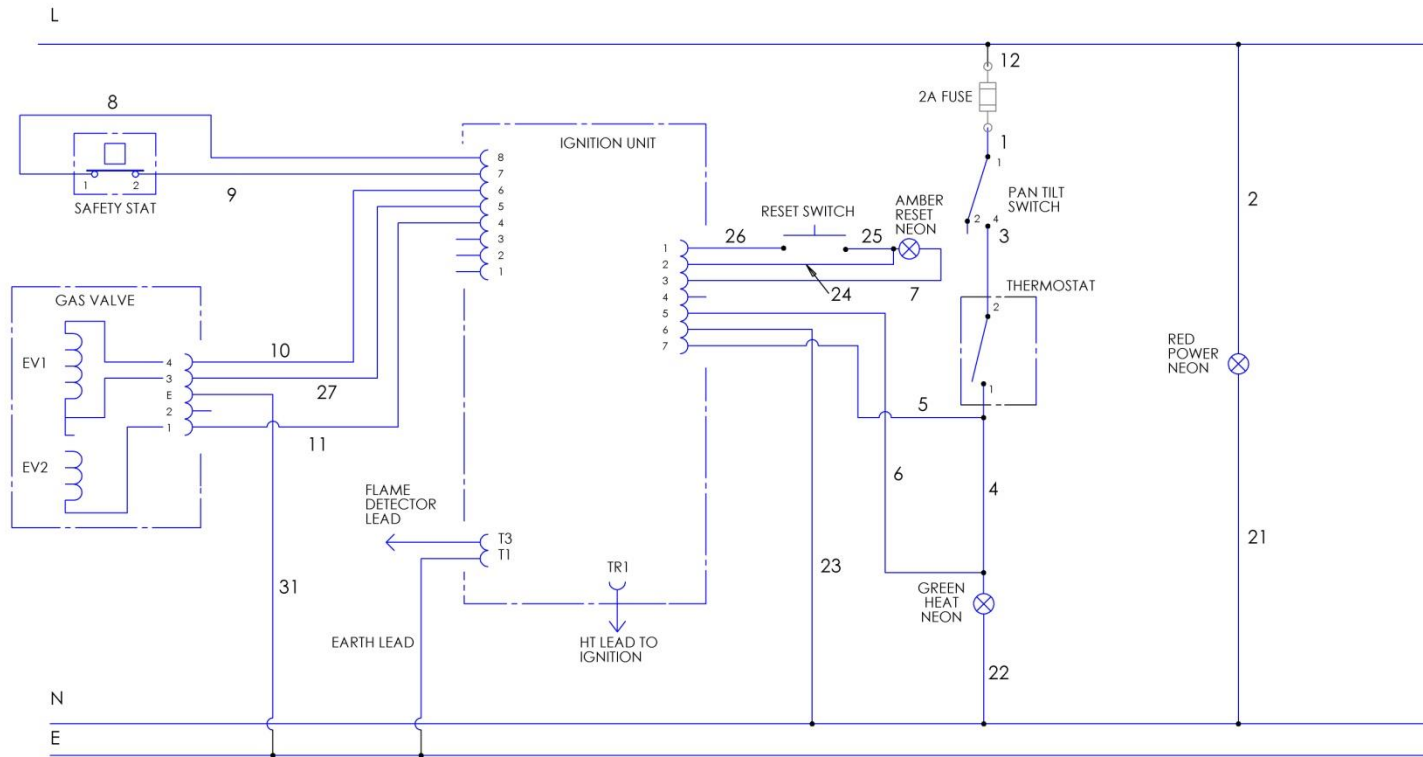 L
12
2A FUSE
8
IGNITION UNIT
1
1
8
7
6
5
4
3
2
1
1
2
SAFETY STAT
9
PAN TILT
SWITCH
2
4
3
2
AMBER
RESET
NEON
RESET SWITCH
26
25
1
2
3
4
5
6
7
24
7
THERMOSTAT
2
1
GAS VALVE
EV1
EV2
4
3
E
2
1
10
27
11
RED
POWER
NEON
5
6
4
FLAME
DETECTOR
LEAD
T3
T1
21
23
31
TR1
GREEN
HEAT
NEON
EARTH LEAD
HT LEAD TO
IGNITION
22
N
E